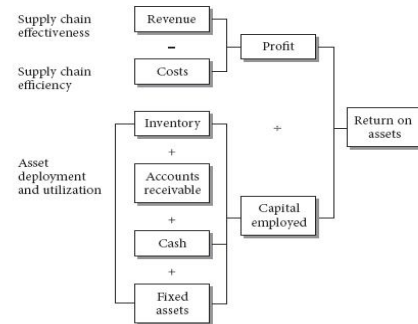 Supply chain
effectiveness
Revenue
–
Profit
Supply chain
efficiency
Costs
Inventory
÷
Return on
assets
+
Asset
deployment
and utilization
Accounts
receivable
+
Capital
employed
Cash
+
Fixed
assets